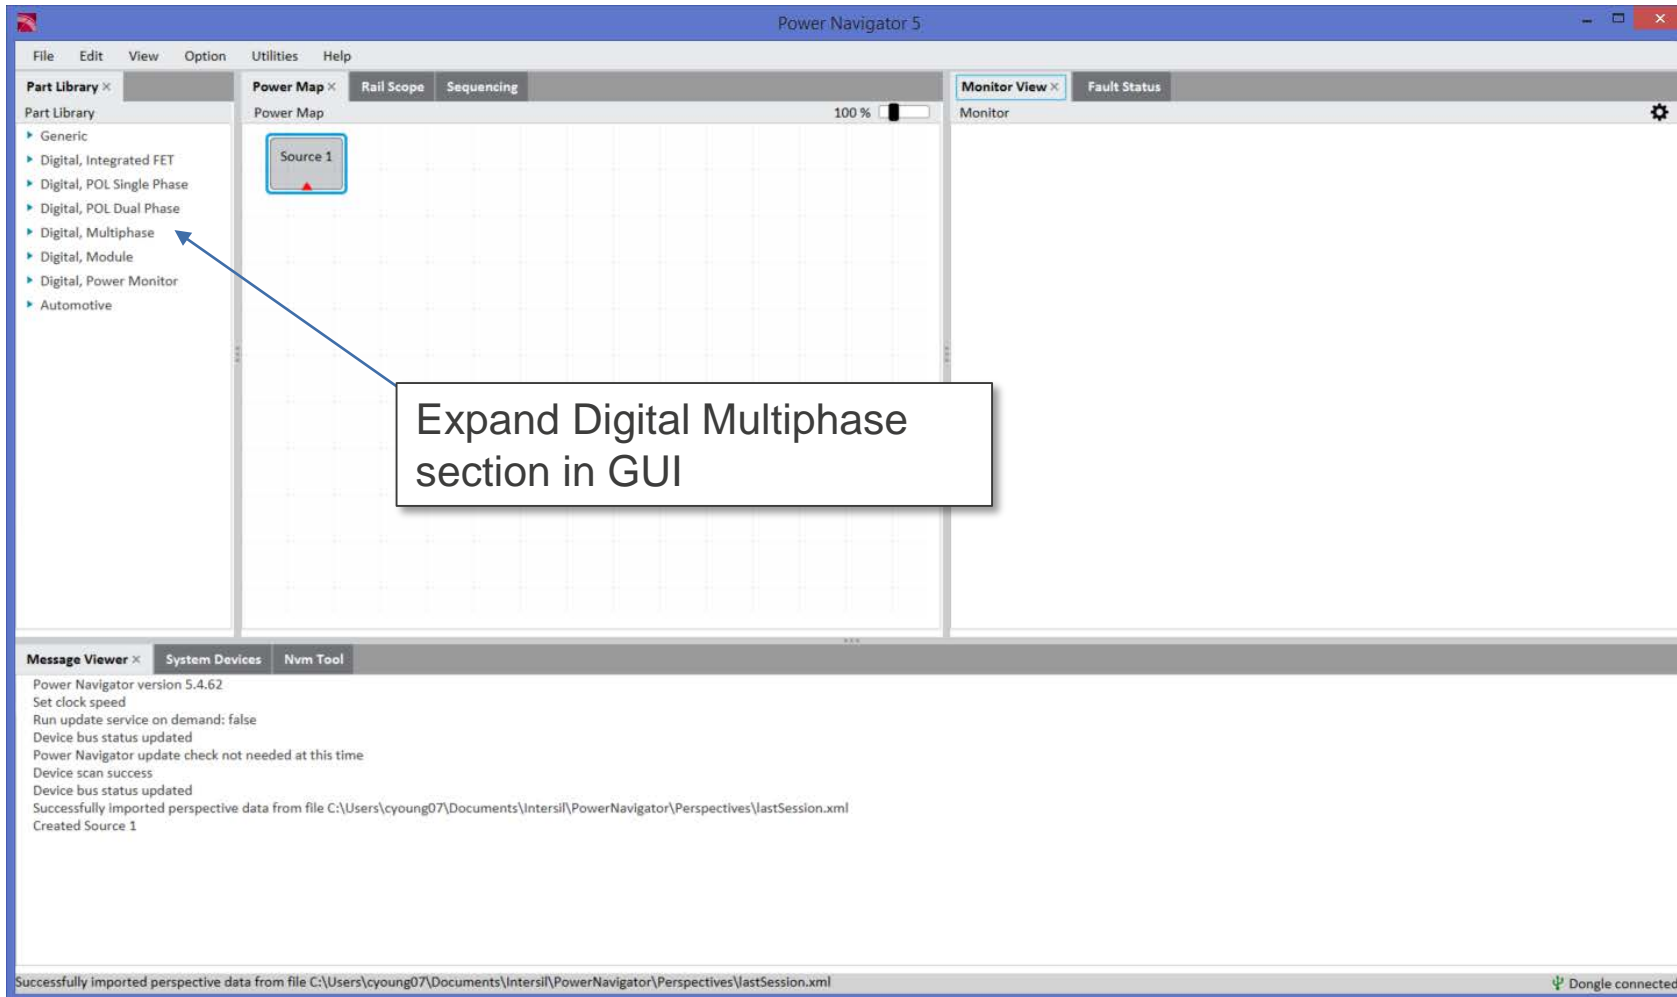 Power Navigator 5
File Edit View Option Utilities Help
Part Library ×
Part Library
Generic
Digital, Integrated FET
Digital, POL Single Phase
Digital, POL Dual Phase
Digital, Multiphase
Digital, Module
Digital, Power Monitor
Automotive
Power Map × Rail Scope Sequencing
Power Map 100 %
Source 1
Monitor View × Fault Status
Monitor
Expand Digital Multiphase
section in GUI
Message Viewer × System Devices Nvm Tool
Power Navigator version 5.4.62
Set clock speed
Run update service on demand: false
Device bus status updated
Power Navigator update check not needed at this time
Device scan success
Device bus status updated
Successfully imported perspective data from file C:\Users\cyoung07\Documents\Intersil\PowerNavigator\Perspectives\lastSession.xml
Created Source 1
Successfully imported perspective data from file C:\Users\cyoung07\Documents\Intersil\PowerNavigator\Perspectives\lastSession.xml
Dongle connected